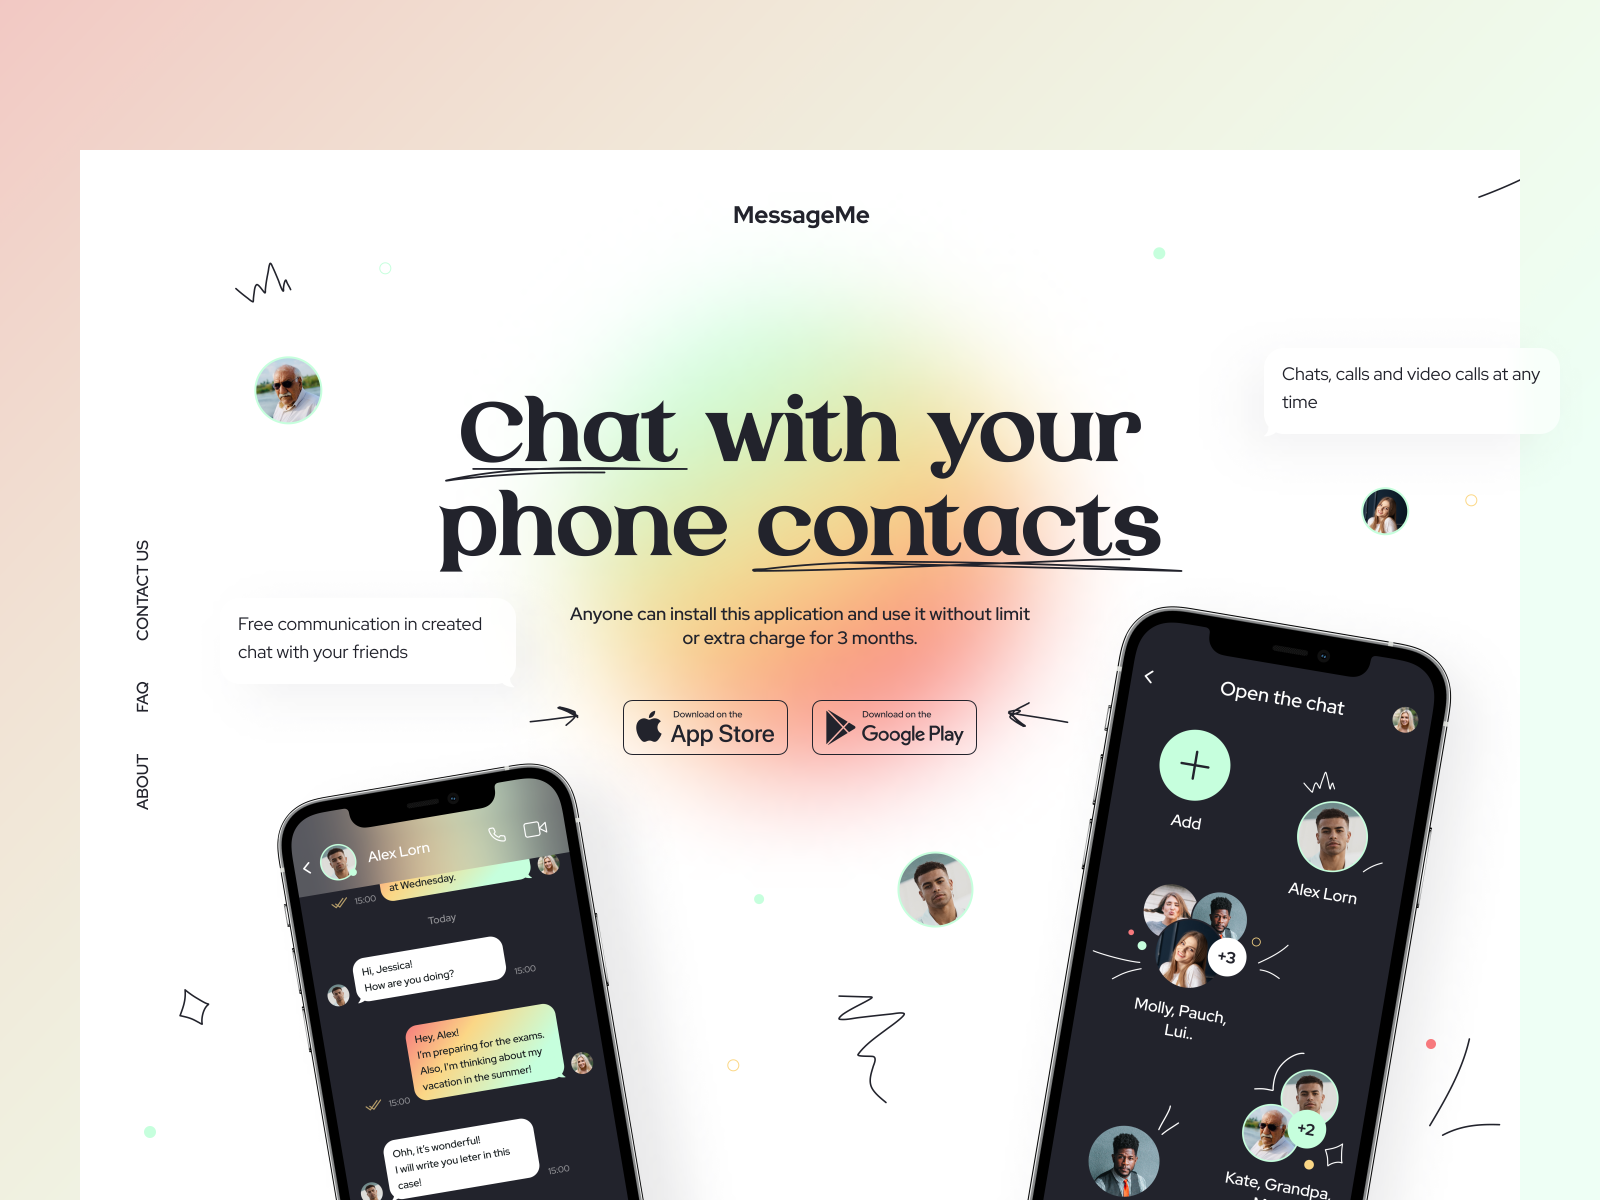 MessageMe
Chats, calls and video calls at any
time
Chat with your
phone contacts
CONTACT US
FAQ
ABOUT
Free communication in created
chat with your friends
Anyone can install this application and use it without limit
or extra charge for 3 months.
Download on the
App Store
Download on the
Google Play
Alex Lorn
at Wednesday.
15:00
Today
Hi, Jessica!
How are you doing?
15:00
Hey, Alex!
I'm preparing for the exams.
Also, I'm thinking about my
vacation in the summer!
15:00
Ohh, it's wonderful!
I will write you leter in this
case!
15:00
Open the chat
Add
Alex Lorn
+3
Molly, Pauch,
Lui..
+2
Kate, Grandpa,